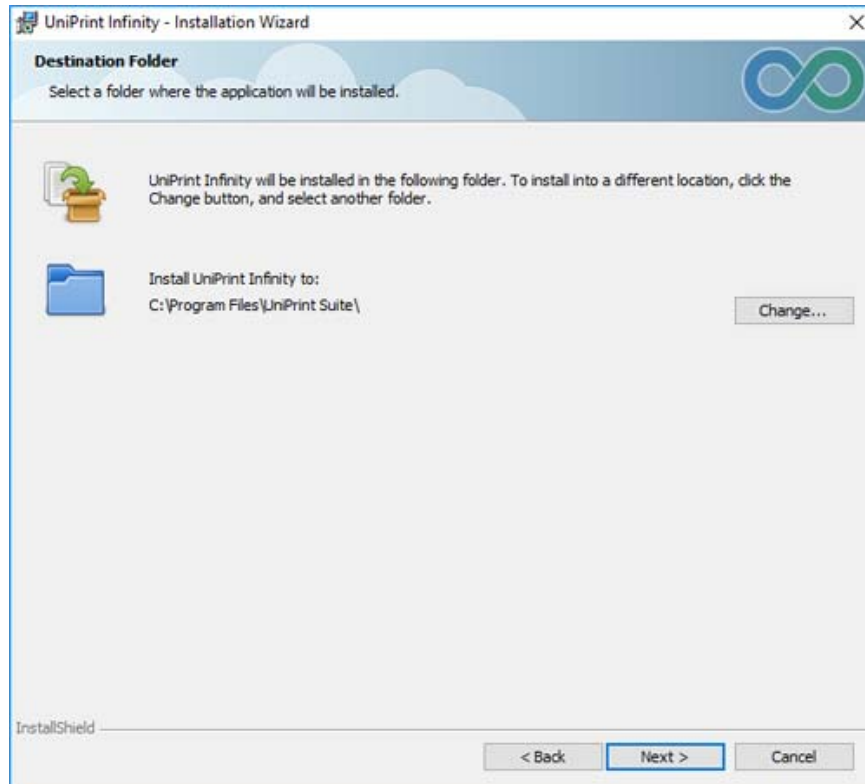 UniPrint Infinity - Installation Wizard
Destination Folder
Select a folder where the application will be installed.
UniPrint Infinity will be installed in the following folder. To install into a different location, click the
Change button, and select another folder.
Install UniPrint Infinity to:
C:\Program Files\UniPrint Suite\
Change...
InstallShield
< Back
Next >
Cancel